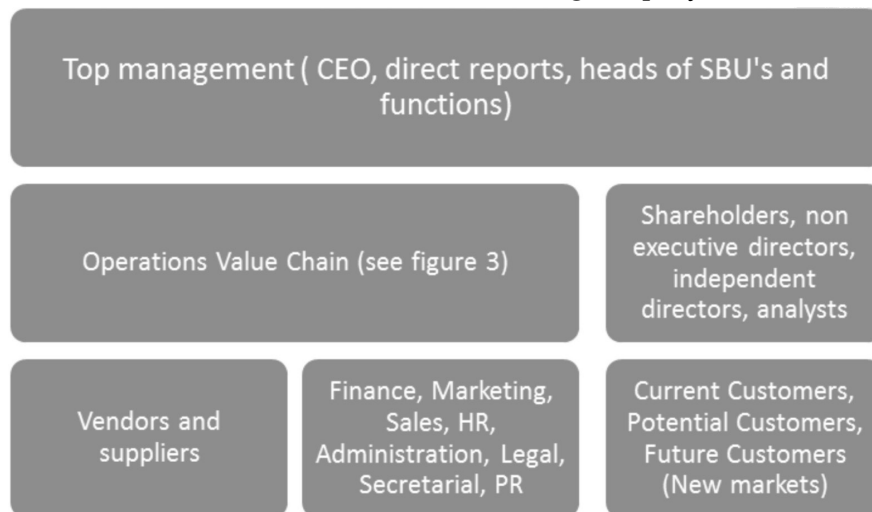 Top management ( CEO, direct reports, heads of SBU's and
functions)
Operations Value Chain (see figure 3)
Shareholders, non
executive directors,
independent
directors, analysts
Vendors and
suppliers
Finance, Marketing,
Sales, HR,
Administration, Legal,
Secretarial, PR
Current Customers,
Potential Customers,
Future Customers
(New markets)